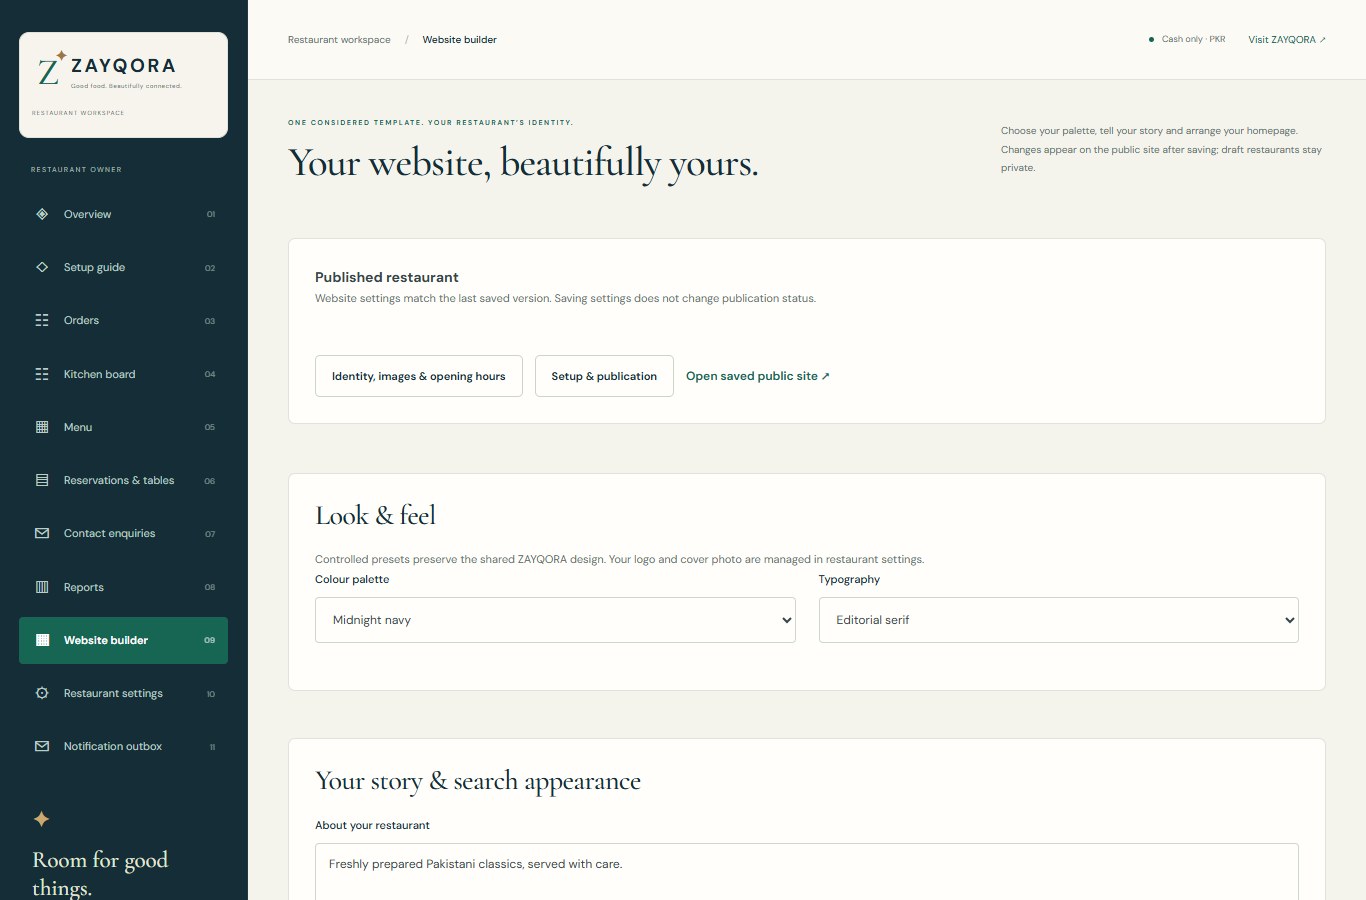 ZAYQORA
Good food. Beautifully connected.
RESTAURANT WORKSPACE
RESTAURANT OWNER
Overview 01
Setup guide 02
Orders 03
Kitchen board 04
Menu 05
Reservations & tables 06
Contact enquiries 07
Reports 08
Website builder 09
Restaurant settings 10
Notification outbox 11
Room for good
things.
Restaurant workspace / Website builder
Cash only · PKR
Visit ZAYQORA ↗
ONE CONSIDERED TEMPLATE. YOUR RESTAURANT'S IDENTITY.
Your website, beautifully yours.
Choose your palette, tell your story and arrange your homepage.
Changes appear on the public site after saving; draft restaurants stay
private.
Published restaurant
Website settings match the last saved version. Saving settings does not change publication status.
Identity, images & opening hours
Setup & publication
Open saved public site ↗
Look & feel
Controlled presets preserve the shared ZAYQORA design. Your logo and cover photo are managed in restaurant settings.
Colour palette
Midnight navy
Typography
Editorial serif
Your story & search appearance
About your restaurant
Freshly prepared Pakistani classics, served with care.